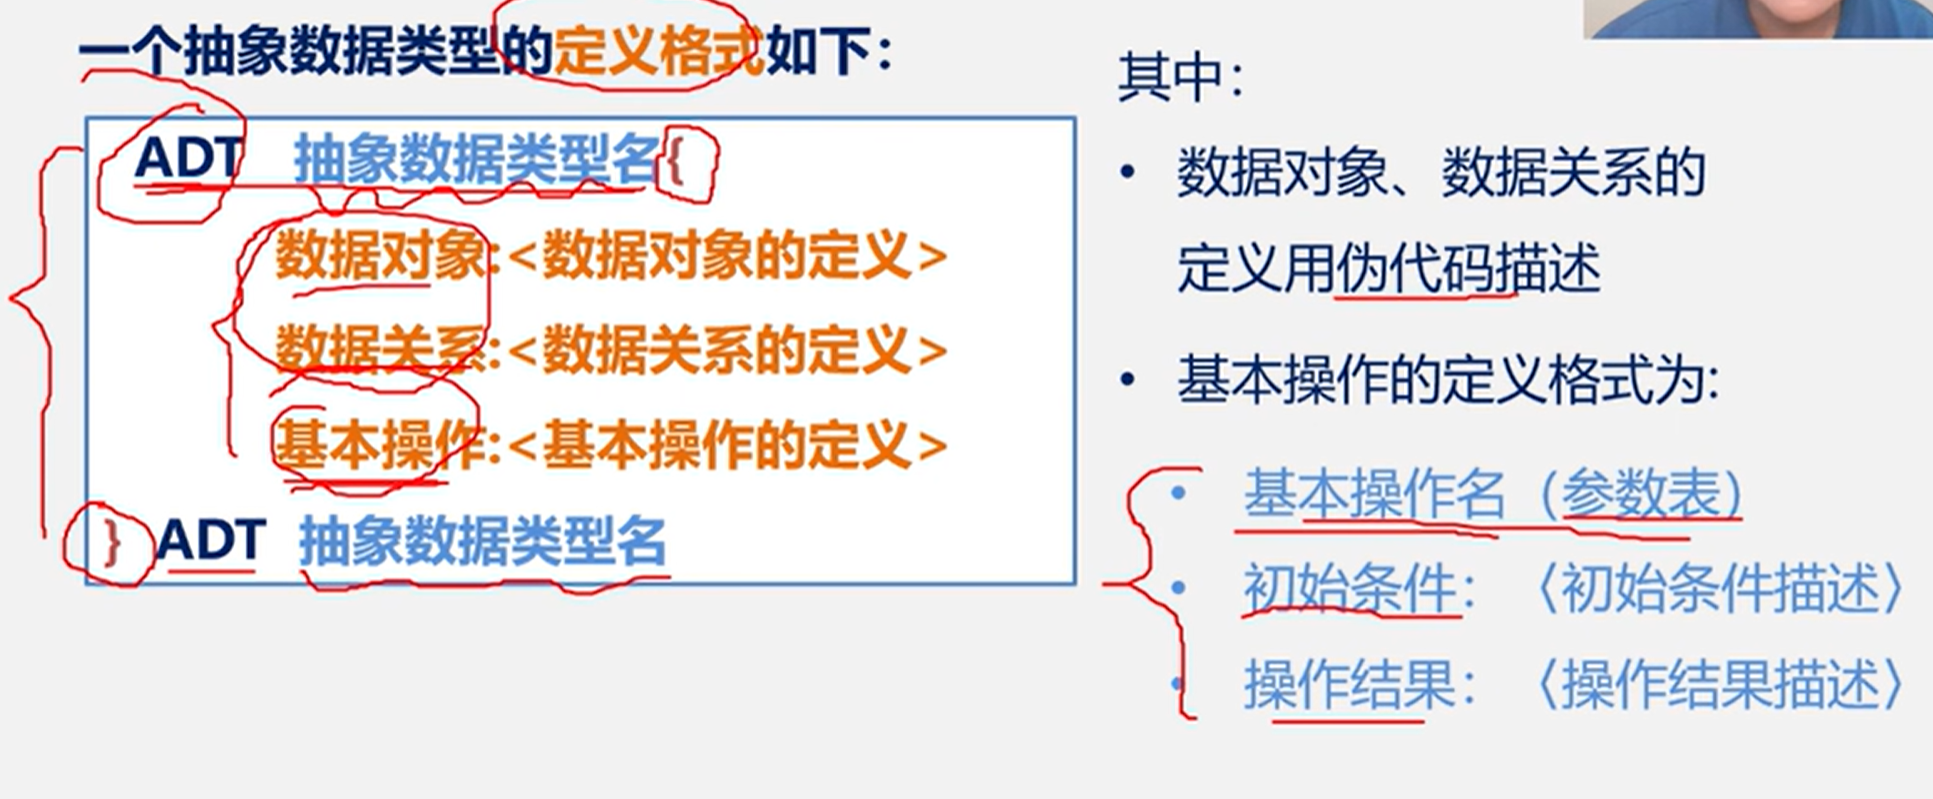 一个抽象数据类型的定义格式如下：
ADT 抽象数据类型名{
数据对象:<数据对象的定义>
数据关系:<数据关系的定义>
基本操作:<基本操作的定义>
} ADT 抽象数据类型名
其中：
• 数据对象、数据关系的
定义用伪代码描述
• 基本操作的定义格式为:
• 基本操作名（参数表）
• 初始条件：〈初始条件描述〉
• 操作结果：〈操作结果描述〉